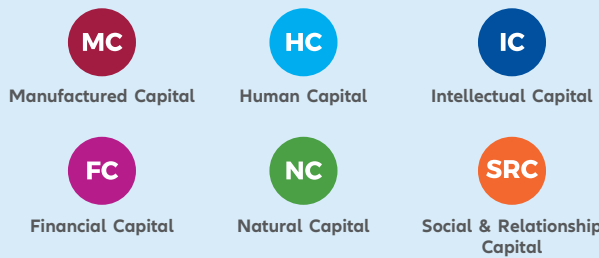 MC HC IC
Manufactured Capital Human Capital Intellectual Capital
FC NC SRC
Financial Capital Natural Capital Social & Relationship
Capital